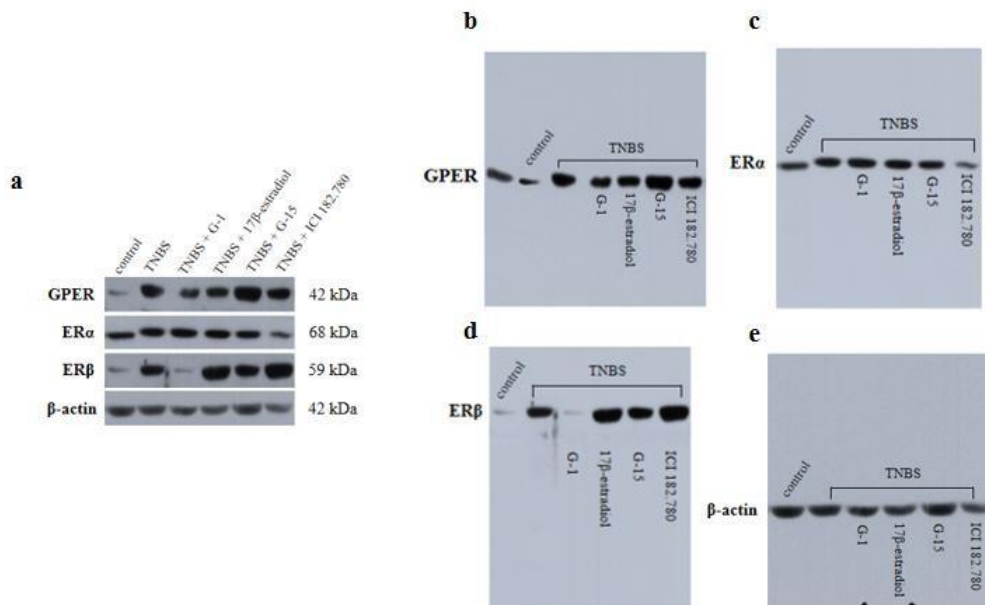 a
control
TNBS
TNBS + G-1
TNBS + 17β-estradiol
TNBS + G-15
TNBS + ICI 182.780
GPER 42 kDa
ERα 68 kDa
ERβ 59 kDa
β-actin 42 kDa
b
control
TNBS
GPER
G-1
17β-estradiol
G-15
ICI 182.780
c
control
TNBS
ERα
G-1
17β-estradiol
G-15
ICI 182.780
d
control
TNBS
ERβ
G-1
17β-estradiol
G-15
ICI 182.780
e
control
TNBS
β-actin
G-1
17β-estradiol
G-15
ICI 182.780